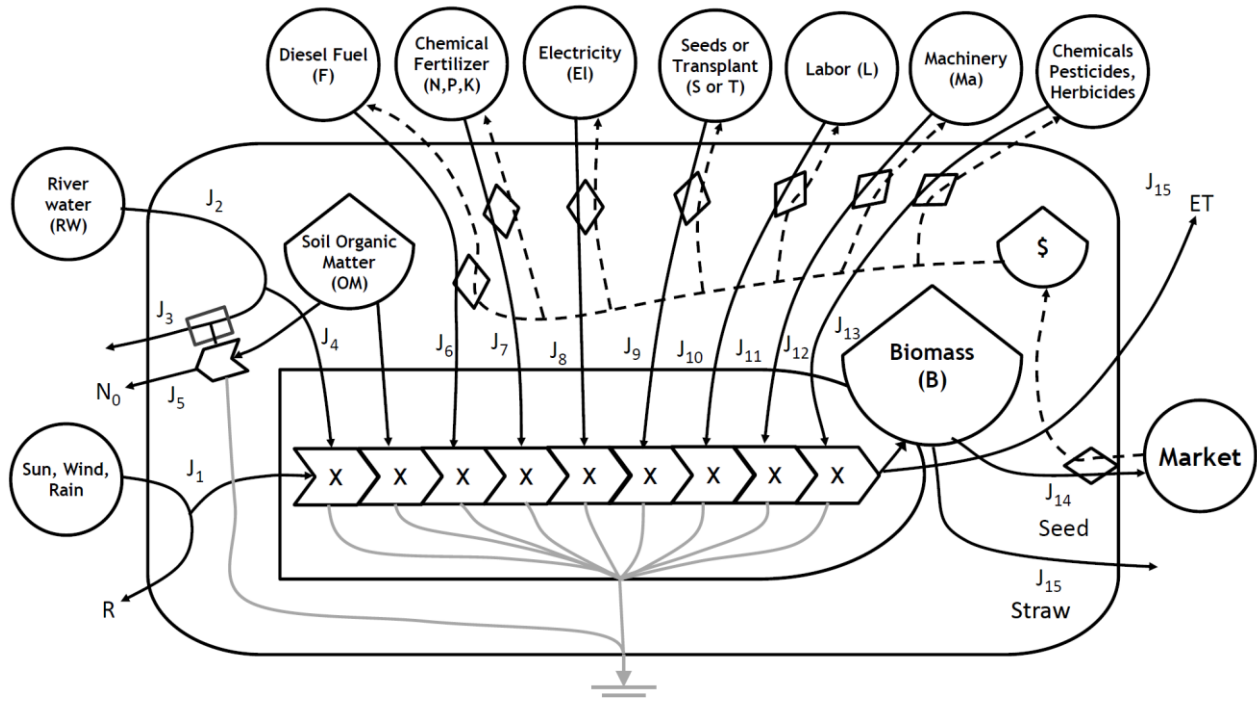 Diesel Fuel
(F)
Chemical
Fertilizer
(N,P,K)
Electricity
(El)
Seeds or
Transplant
(S or T)
Labor (L)
Machinery
(Ma)
Chemicals
Pesticides,
Herbicides
River
water
(RW)
J2
Soil Organic
Matter
(OM)
J15
ET
$
J3
J4
J6
J7
J8
J9
J10
J11
J12
J13
Biomass
(B)
N0
J5
Sun, Wind,
Rain
J1
X X X X X X X X X
Market
J14
Seed
J15
Straw
R